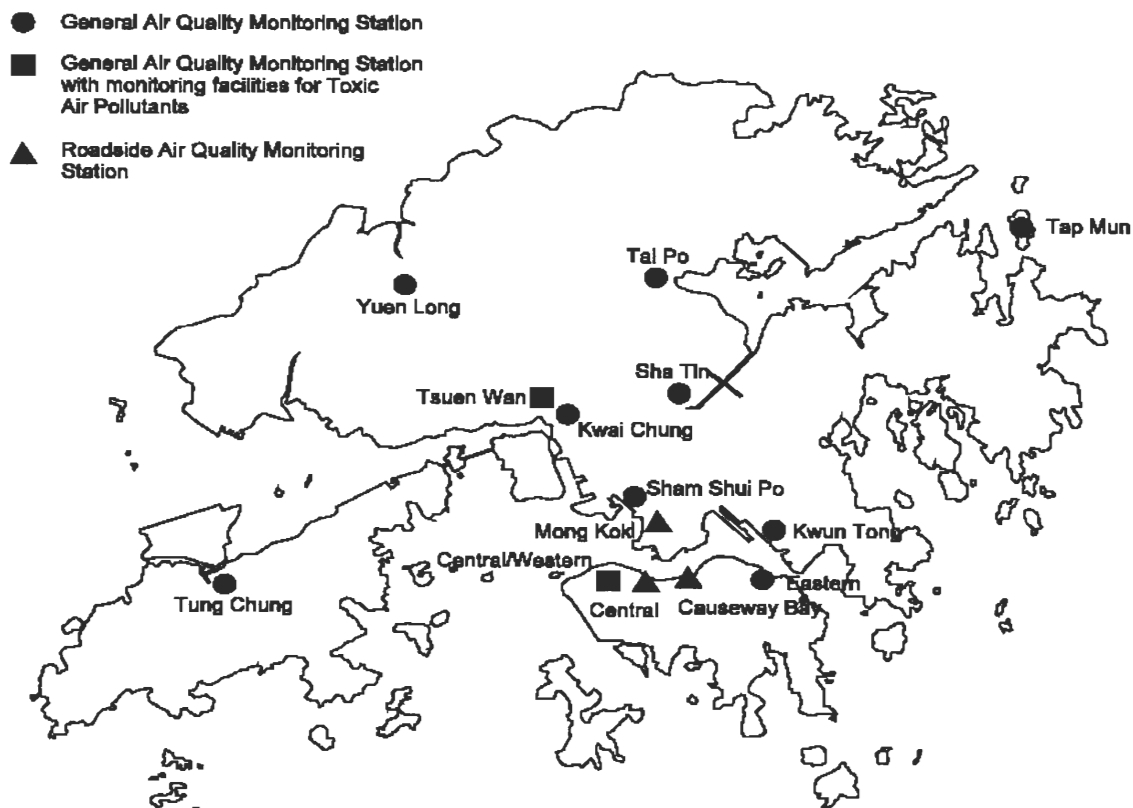 General Air Quality Monitoring Station
General Air Quality Monitoring Station
with monitoring facilities for Toxic
Air Pollutants
Roadside Air Quality Monitoring
Station
Tap Mun
Tai Po
Yuen Long
Sha Tin
Tsuen Wan
Kwai Chung
Sham Shui Po
Mong Kok
Kwun Tong
Central/Western
Tung Chung
Central
Eastern
Causeway Bay